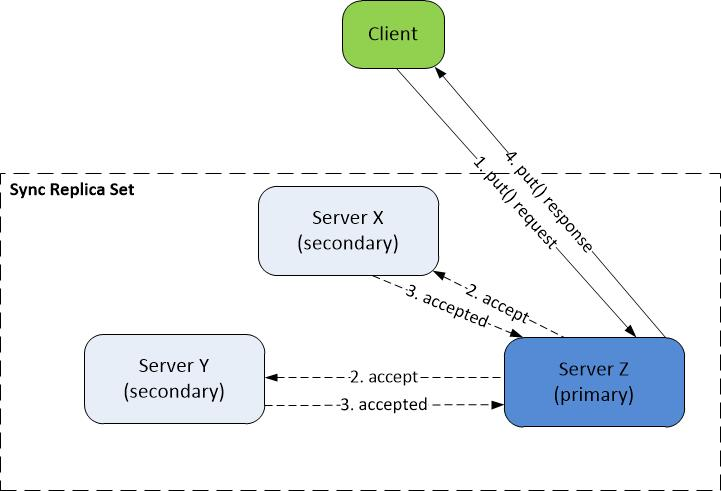 Client
4. put() response
1. put() request
Sync Replica Set
Server X
(secondary)
2. accept
3. accepted
Server Y
(secondary)
2. accept
3. accepted
Server Z
(primary)